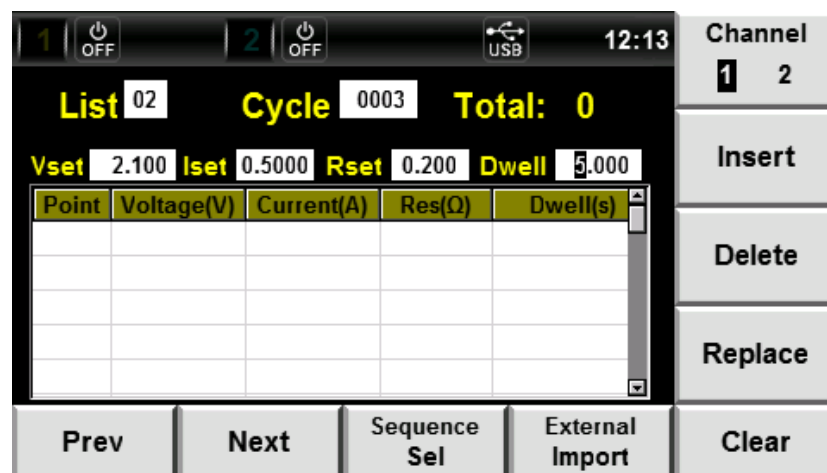 1 OFF 2 OFF USB 12:13
Channel
1 2
List 02 Cycle 0003 Total: 0
Insert
Vset 2.100 Iset 0.5000 Rset 0.200 Dwell 5.000
Point Voltage(V) Current(A) Res(Ω) Dwell(s)
Delete
Replace
Prev Next Sequence Sel External Import Clear